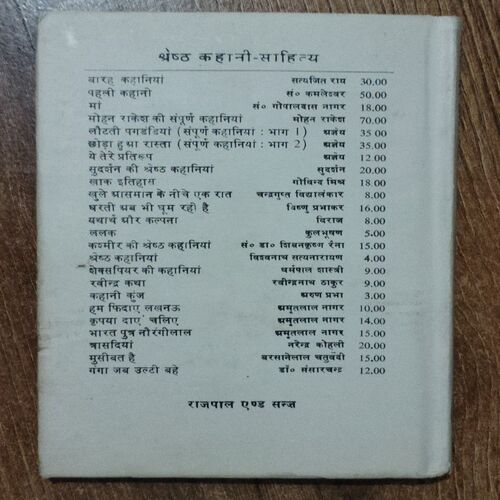 श्रेष्ठ कहानी-साहित्य
बारह कहानियां सत्यजित राय 30.00
पहली कहानी सं० कमलेश्वर 50.00
मां सं० गोपालदास नागर 18.00
मोहन राकेश की संपूर्ण कहानियां मोहन राकेश 70.00
लौटती पगडंडियां (संपूर्ण कहानियां : भाग 1) अज्ञेय 35.00
छोड़ा हुआ रास्ता (संपूर्ण कहानियां : भाग 2) अज्ञेय 35.00
ये तेरे प्रतिरूप अज्ञेय 12.00
सुदर्शन की श्रेष्ठ कहानियां सुदर्शन 20.00
खाक इतिहास गोविन्द मिश्र 18.00
खुले आसमान के नीचे एक रात चन्द्रगुप्त विद्यालंकार 8.00
धरती अब भी घूम रही है विष्णु प्रभाकर 16.00
यथार्थ और कल्पना विराज 8.00
ललक कुलभूषण 5.00
कश्मीर की श्रेष्ठ कहानियां सं० डा० शिबनकृष्ण रैना 15.00
श्रेष्ठ कहानियां विश्वनाथ सत्यनारायण 4.00
शेक्सपियर की कहानियां धर्मपाल शास्त्री 9.00
रवीन्द्र कथा रवीन्द्रनाथ ठाकुर 9.00
कहानी कुंज अरुण प्रभा 3.00
हम फिदाए लखनऊ अमृतलाल नागर 10.00
कृपया दाएं चलिए अमृतलाल नागर 14.00
भारत पुत्र नौरंगीलाल अमृतलाल नागर 15.00
त्रासदियां नरेन्द्र कोहली 20.00
मुसीबत है बरसानेलाल चतुर्वेदी 15.00
गंगा जब उल्टी बहे डॉ० संसारचन्द्र 12.00
राजपाल एण्ड सन्ज़